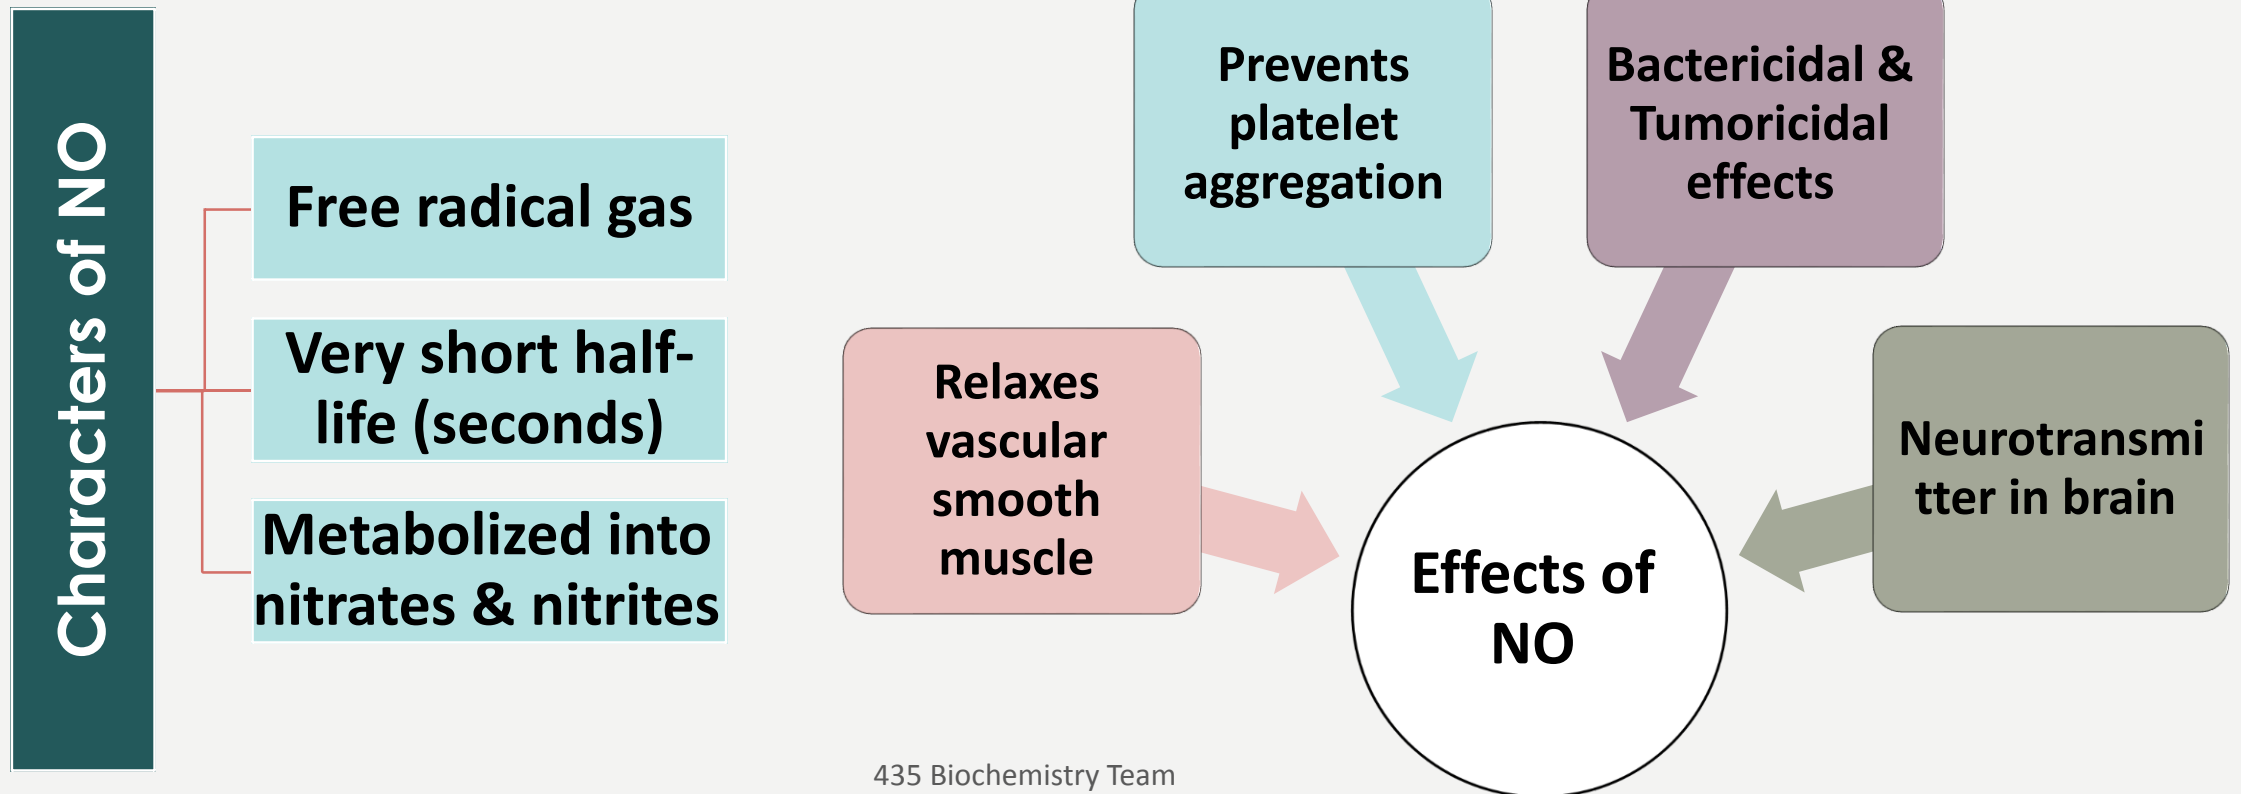 Characters of NO
Free radical gas
Very short half-
life (seconds)
Metabolized into
nitrates & nitrites
Relaxes
vascular
smooth
muscle
Prevents
platelet
aggregation
Bactericidal &
Tumoricidal
effects
Neurotransmi
tter in brain
Effects of
NO
435 Biochemistry Team